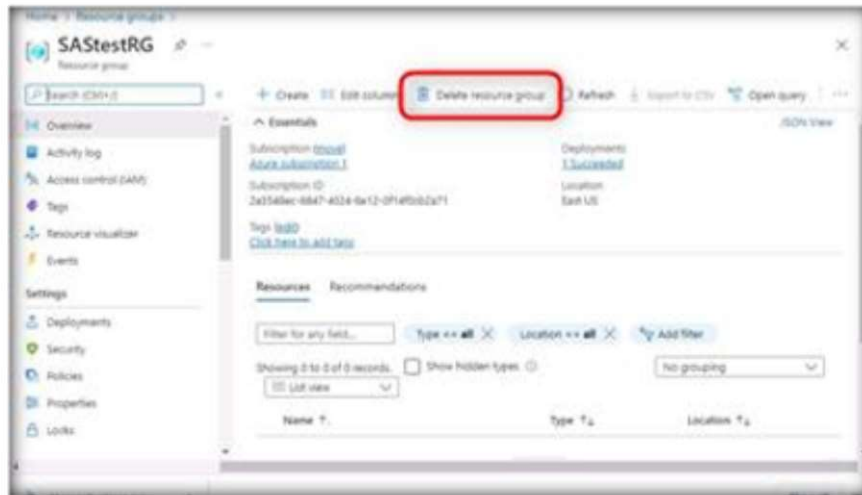 Home > Resource groups >
SAStestRG
Resource group
Search (Ctrl+/)
Create
Edit columns
Delete resource group
Refresh
Export to CSV
Open query
Overview
Activity log
Access control (IAM)
Tags
Resource visualizer
Events
Settings
Deployments
Security
Policies
Properties
Locks
Essentials
JSON View
Subscription (move)
Azure subscription 1
Subscription ID
Deployments
1 Succeeded
Location
East US
Tags (edit)
Click here to add tags
Resources Recommendations
Filter for any field...
Type == all
Location == all
Add filter
Showing 0 to 0 of 0 records.
Show hidden types
No grouping
List view
Name
Type
Location